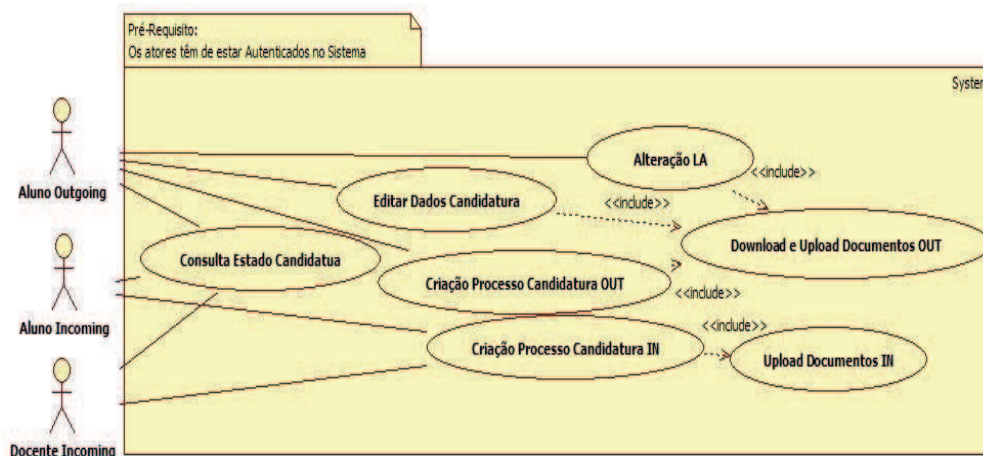 Pré-Requisito:
Os atores têm de estar Autenticados no Sistema
System
Aluno Outgoing
Alteração LA
<<include>>
Editar Dados Candidatura
<<include>>
Download e Upload Documentos OUT
Consulta Estado Candidatua
Criação Processo Candidatura OUT
<<include>>
Aluno Incoming
<<include>>
Criação Processo Candidatura IN
Upload Documentos IN
Docente Incoming